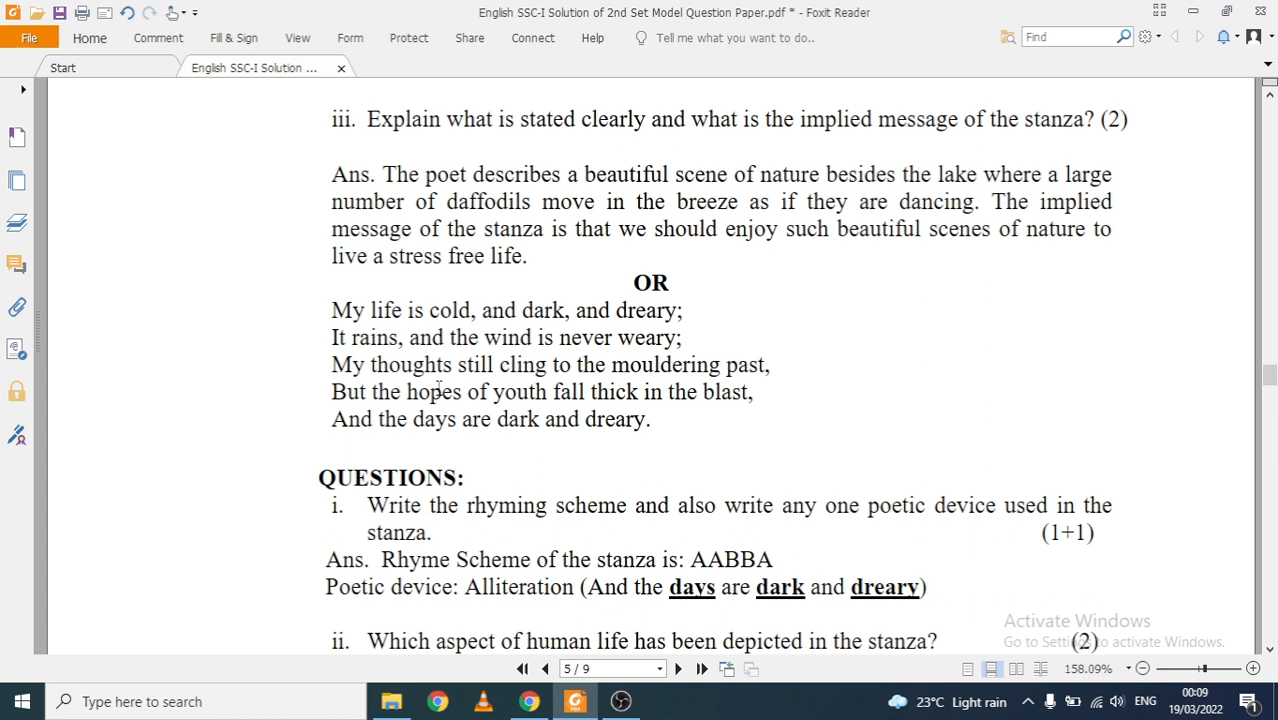 English SSC-I Solution of 2nd Set Model Question Paper.pdf * - Foxit Reader
File Home Comment Fill & Sign View Form Protect Share Connect Help Tell me what you want to do.. Find
Start English SSC-I Solution ...
iii. Explain what is stated clearly and what is the implied message of the stanza? (2)
Ans. The poet describes a beautiful scene of nature besides the lake where a large
number of daffodils move in the breeze as if they are dancing. The implied
message of the stanza is that we should enjoy such beautiful scenes of nature to
live a stress free life.
OR
My life is cold, and dark, and dreary;
It rains, and the wind is never weary;
My thoughts still cling to the mouldering past,
But the hopes of youth fall thick in the blast,
And the days are dark and dreary.
QUESTIONS:
i. Write the rhyming scheme and also write any one poetic device used in the
stanza. (1+1)
Ans. Rhyme Scheme of the stanza is: AABBA
Poetic device: Alliteration (And the days are dark and dreary)
Activate Windows
ii. Which aspect of human life has been depicted in the stanza? (2)
Go to Settings to activate Windows.
5 / 9 158.09%
Type here to search 23°C Light rain ENG 00:09
19/03/2022 1